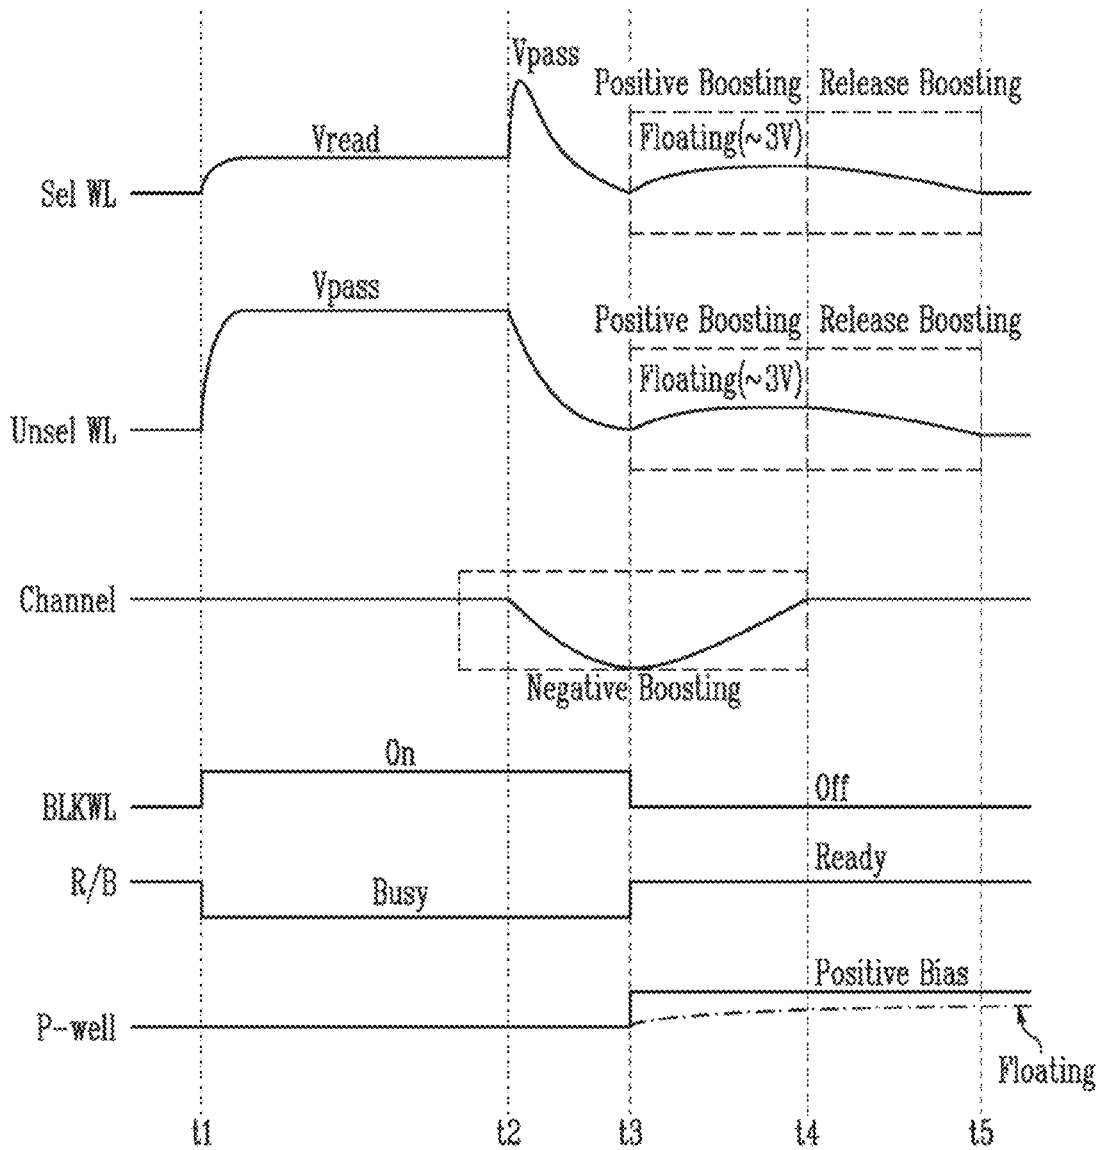 Vpass
Positive Boosting Release Boosting
Vread
Floating(~3V)
Sel WL
Vpass
Positive Boosting Release Boosting
Floating(~3V)
Unsel WL
Channel
Negative Boosting
On
BLKWL
Off
R/B
Ready
Busy
Positive Bias
P-well
Floating
t1 t2 t3 t4 t5